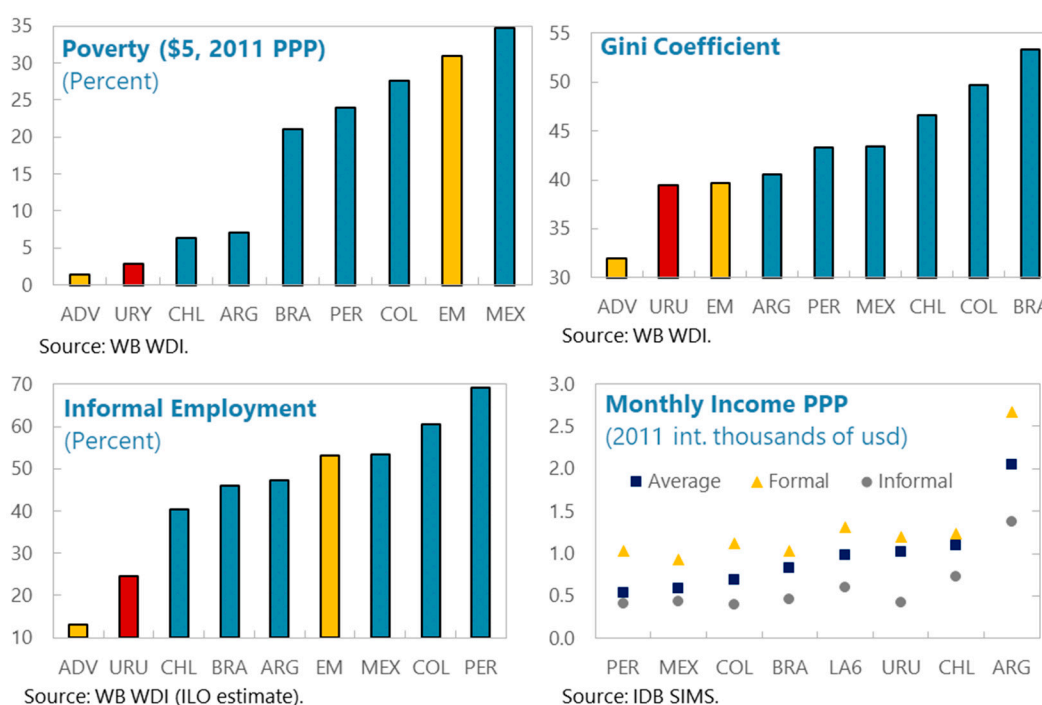 Poverty ($5, 2011 PPP)
(Percent)
35
30
25
20
15
10
5
0
ADV URY CHL ARG BRA PER COL EM MEX
Source: WB WDI.
Gini Coefficient
55
50
45
40
35
30
ADV URU EM ARG PER MEX CHL COL BRA
Source: WB WDI.
Informal Employment
(Percent)
70
60
50
40
30
20
10
ADV URU CHL BRA ARG EM MEX COL PER
Source: WB WDI (ILO estimate).
Monthly Income PPP
(2011 int. thousands of usd)
Average Formal Informal
3.0
2.5
2.0
1.5
1.0
0.5
0.0
PER MEX COL BRA LA6 URU CHL ARG
Source: IDB SIMS.